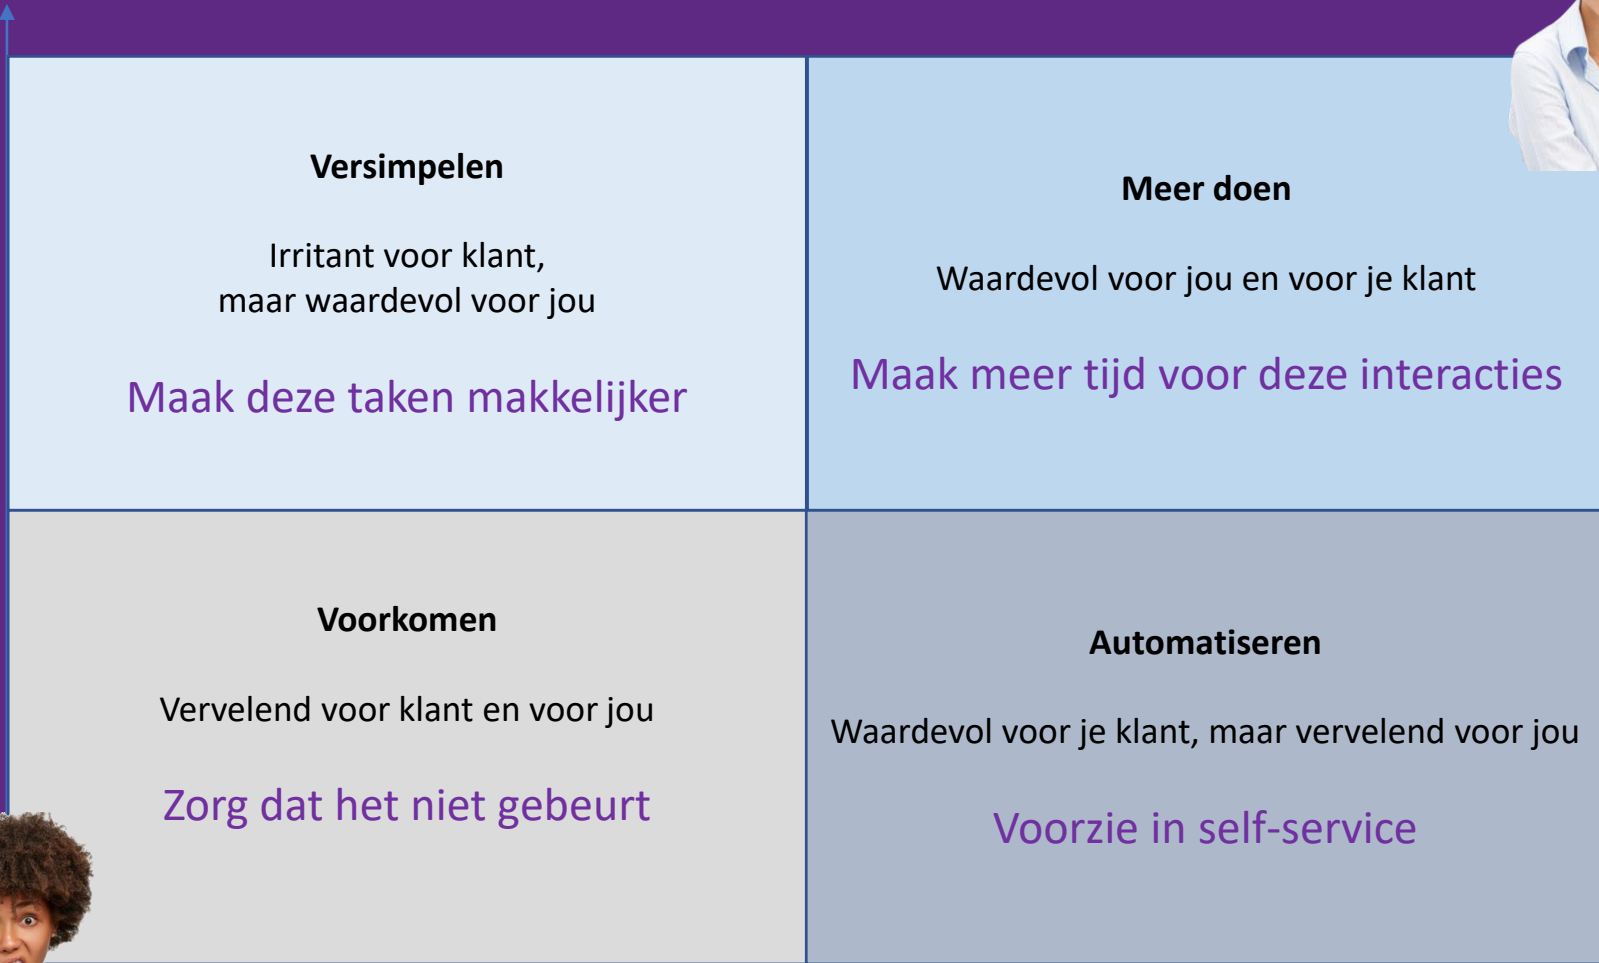 Versimpelen
Irritant voor klant,
maar waardevol voor jou
Maak deze taken makkelijker
Meer doen
Waardevol voor jou en voor je klant
Maak meer tijd voor deze interacties
Voorkomen
Vervelend voor klant en voor jou
Zorg dat het niet gebeurt
Automatiseren
Waardevol voor je klant, maar vervelend voor jou
Voorzie in self-service